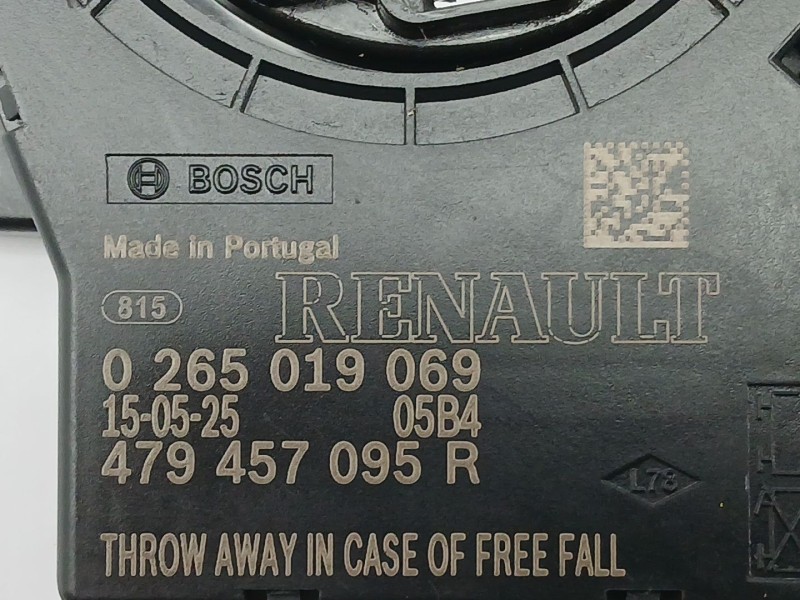 BOSCH
Made in Portugal
815
RENAULT
0 265 019 069
15-05-25 05B4
479 457 095 R
L78
THROW AWAY IN CASE OF FREE FALL